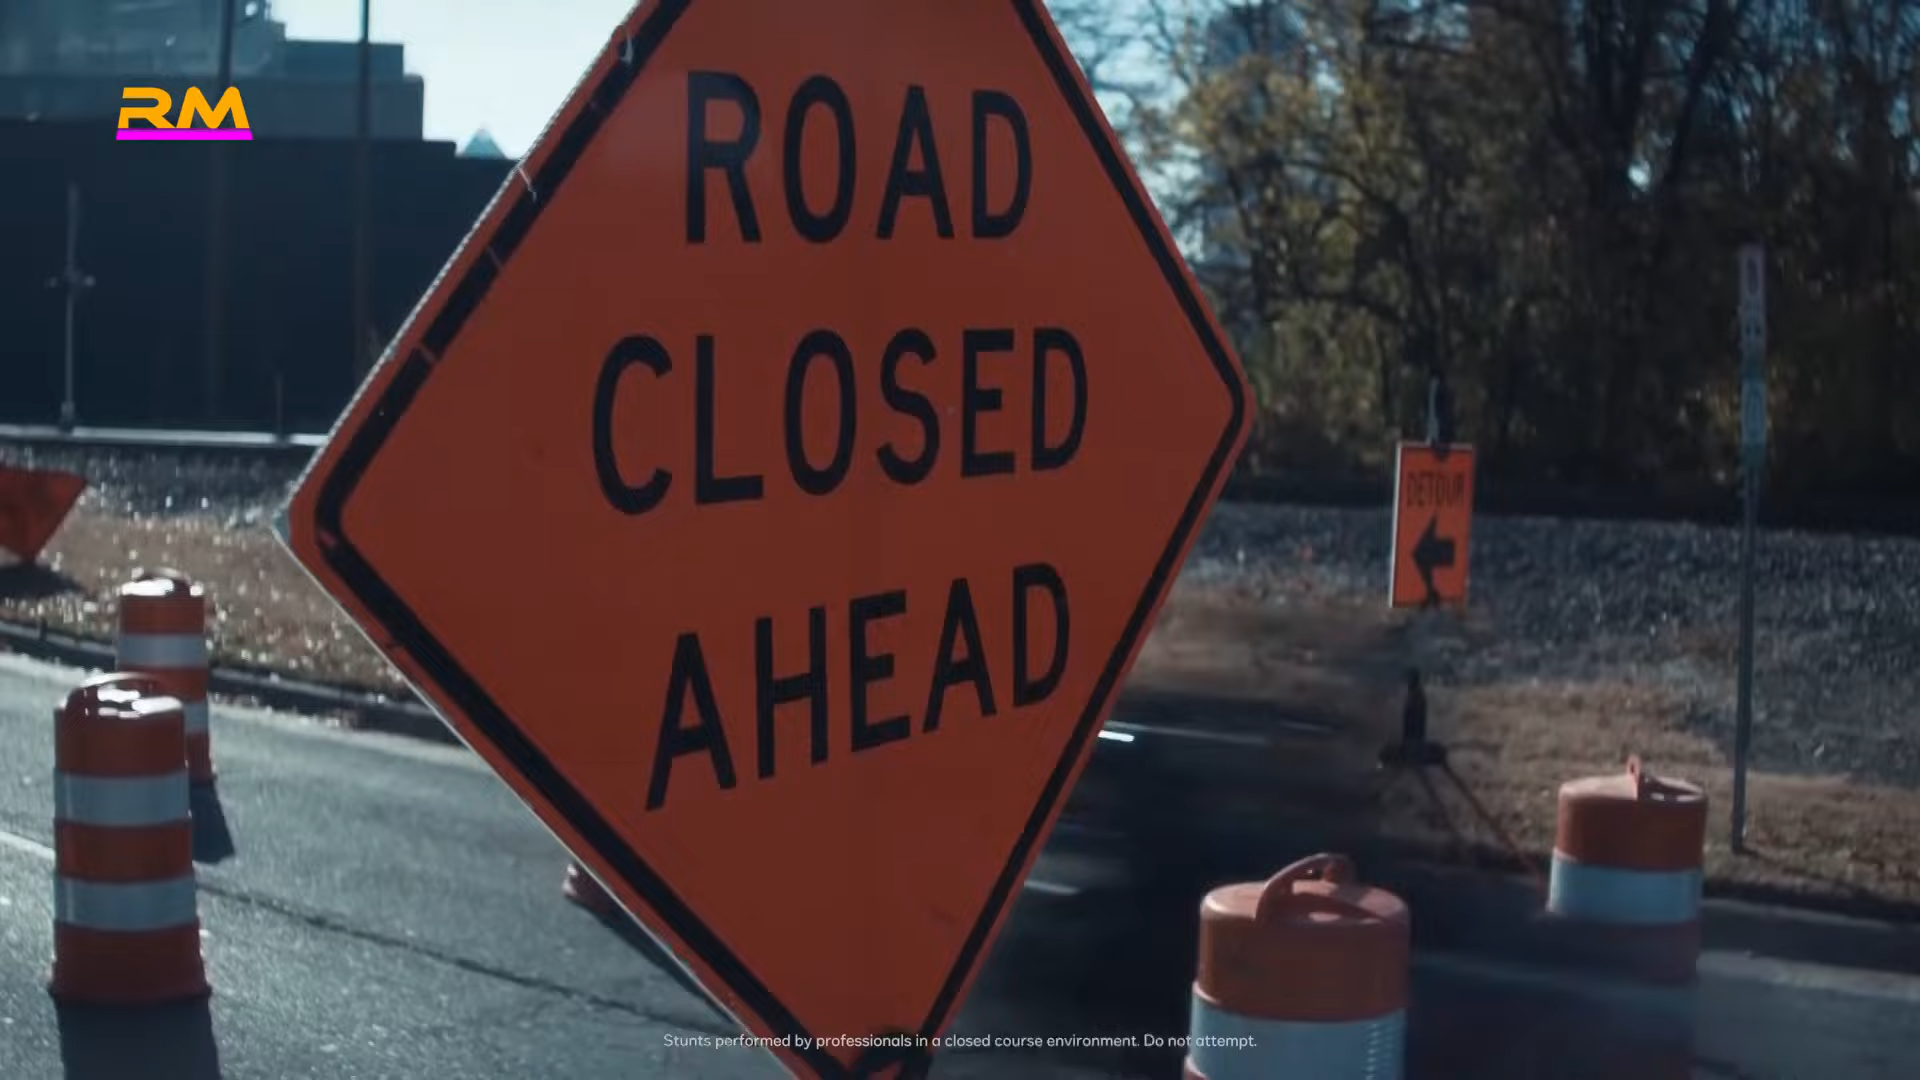 RM
ROAD
CLOSED
AHEAD
DETOUR
Stunts performed by professionals in a closed course environment. Do not attempt.